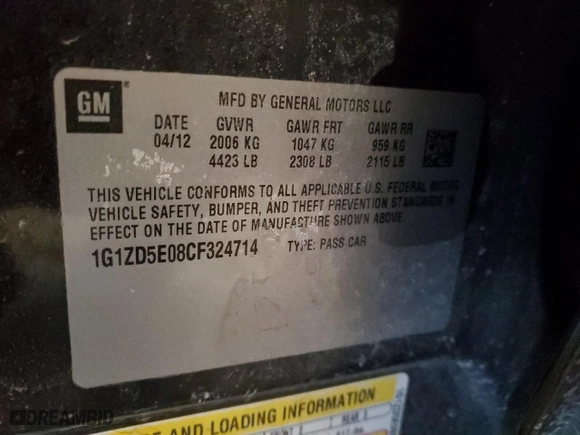 GM
MFD BY GENERAL MOTORS LLC
DATE GVWR GAWR FRT GAWR RR
04/12 2006 KG 1047 KG 959 KG
4423 LB 2308 LB 2115 LB
THIS VEHICLE CONFORMS TO ALL APPLICABLE U.S. FEDERAL MOTOR
VEHICLE SAFETY, BUMPER, AND THEFT PREVENTION STANDARDS IN
EFFECT ON THE DATE OF MANUFACTURE SHOWN ABOVE.
1G1ZD5E08CF324714 TYPE: PASS CAR
AND LOADING INFORMATION
DREAMBID